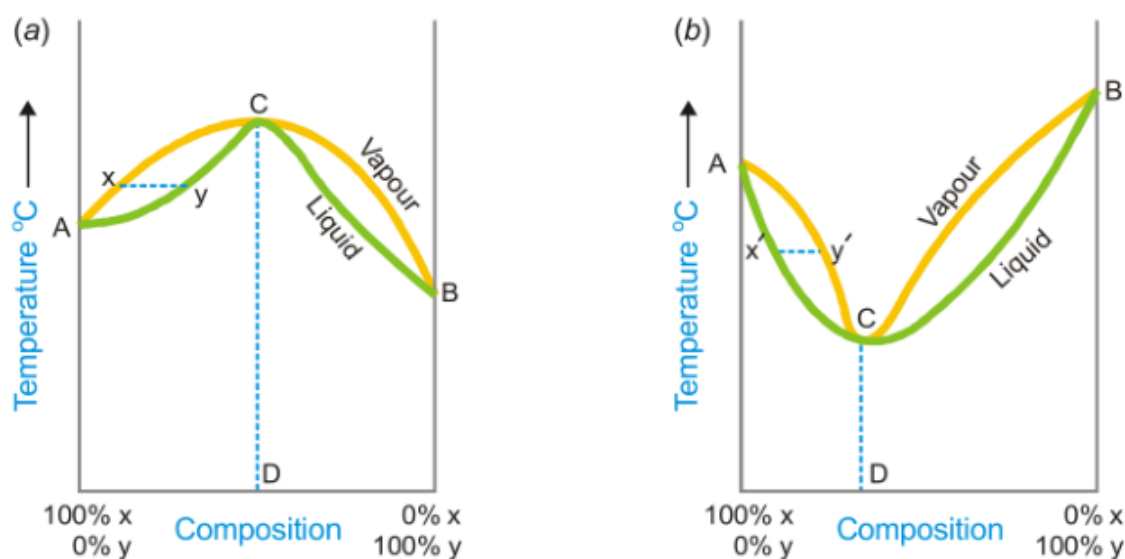 (a)
C
x
y
A
Vapour
Liquid
B
Temperature °C
D
100% x
0% y
Composition
0% x
100% y
(b)
B
A
Vapour
x´
y´
Liquid
C
Temperature °C
D
100% x
0% y
Composition
0% x
100% y